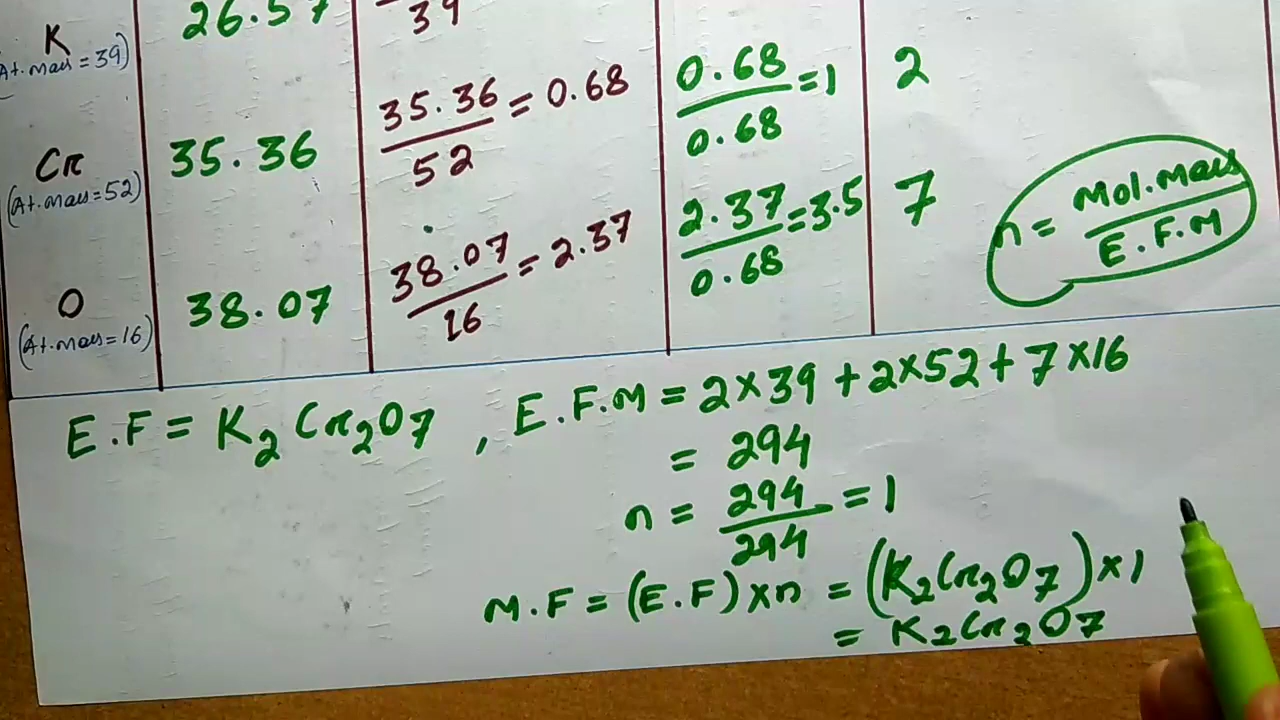 K 26.57 39
(At.mass=39)
Cr 35.36 35.36/52 = 0.68 0.68/0.68 =1 2
(At.mass=52)
n = Mol.mass/E.F.M
O 38.07 38.07/16 = 2.37 2.37/0.68 =3.5 7
(At.mass=16)
E.F = K2Cr2O7 , E.F.M = 2×39 + 2×52 + 7×16
= 294
n = 294/294 = 1
M.F = (E.F)×n = (K2Cr2O7)×1
= K2Cr2O7